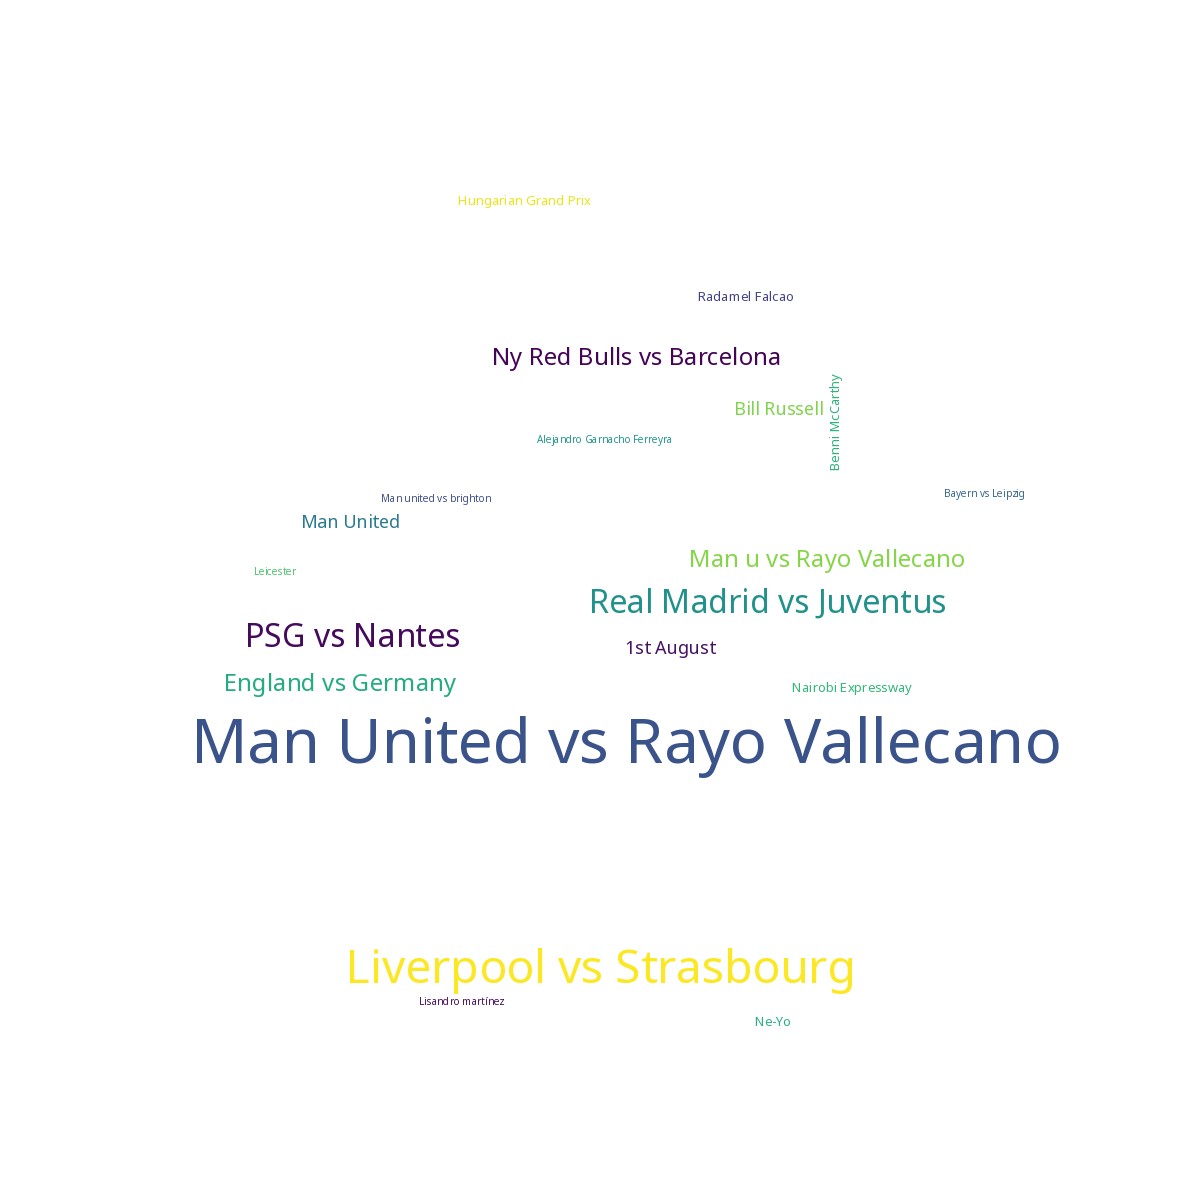 Hungarian Grand Prix
Radamel Falcao
Ny Red Bulls vs Barcelona
Bill Russell
Benni McCarthy
Alejandro Garnacho Ferreyra
Man united vs brighton
Bayern vs Leipzig
Man United
Man u vs Rayo Vallecano
Leicester
Real Madrid vs Juventus
PSG vs Nantes
1st August
England vs Germany
Nairobi Expressway
Man United vs Rayo Vallecano
Liverpool vs Strasbourg
Lisandro martínez
Ne-Yo